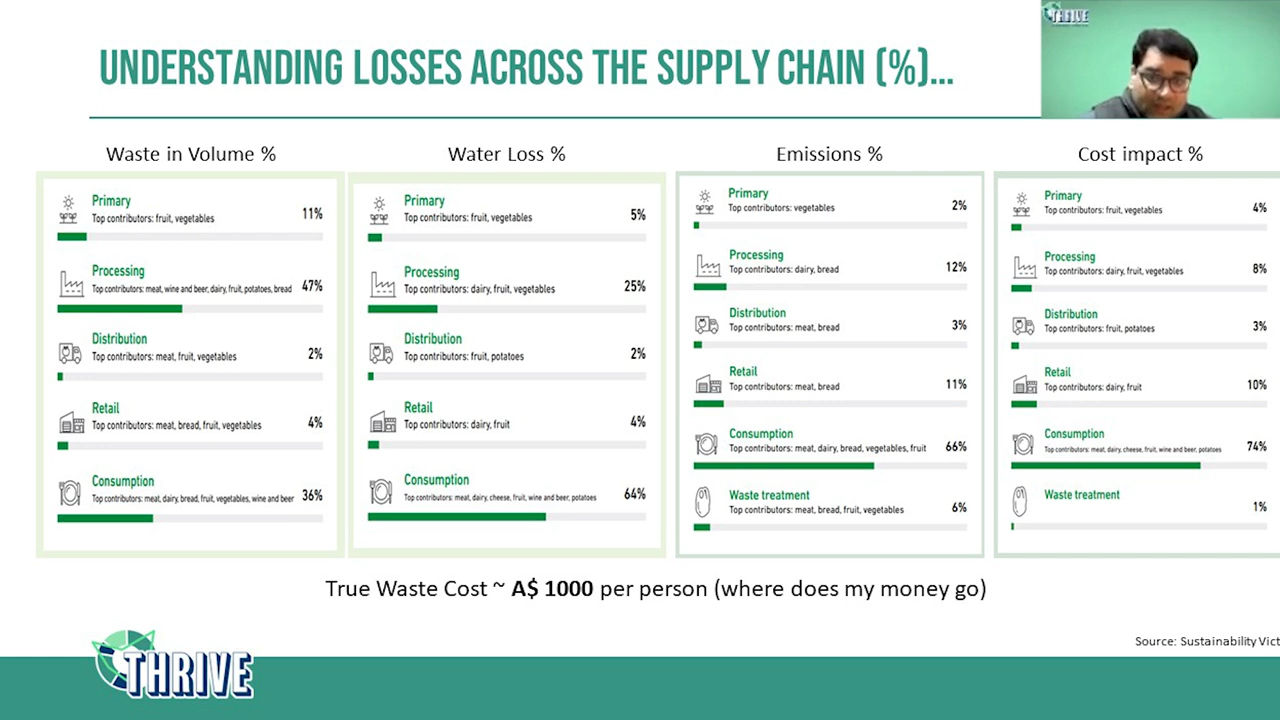 THRIVE
UNDERSTANDING LOSSES ACROSS THE SUPPLY CHAIN (%)...
Waste in Volume %
Primary
Top contributors: fruit, vegetables
11%
Processing
Top contributors: meat, wine and beer, dairy, fruit, potatoes, bread
47%
Distribution
Top contributors: meat, fruit, vegetables
2%
Retail
Top contributors: meat, bread, fruit, vegetables
4%
Consumption
Top contributors: meat, dairy, bread, fruit, vegetables, wine and beer
36%
Water Loss %
Primary
Top contributors: fruit, vegetables
5%
Processing
Top contributors: dairy, fruit, vegetables
25%
Distribution
Top contributors: fruit, potatoes
2%
Retail
Top contributors: dairy, fruit
4%
Consumption
Top contributors: meat, dairy, cheese, fruit, wine and beer, potatoes
64%
Emissions %
Primary
Top contributors: vegetables
2%
Processing
Top contributors: dairy, bread
12%
Distribution
Top contributors: meat, bread
3%
Retail
Top contributors: meat, bread
11%
Consumption
Top contributors: meat, dairy, bread, vegetables, fruit
66%
Waste treatment
Top contributors: meat, bread, fruit, vegetables
6%
Cost impact %
Primary
Top contributors: fruit, vegetables
4%
Processing
Top contributors: dairy, fruit, vegetables
8%
Distribution
Top contributors: fruit, potatoes
3%
Retail
Top contributors: dairy, fruit
10%
Consumption
Top contributors: meat, dairy, cheese, fruit, wine and beer, potatoes
74%
Waste treatment
1%
True Waste Cost ~ A$ 1000 per person (where does my money go)
Source: Sustainability Vict
THRIVE